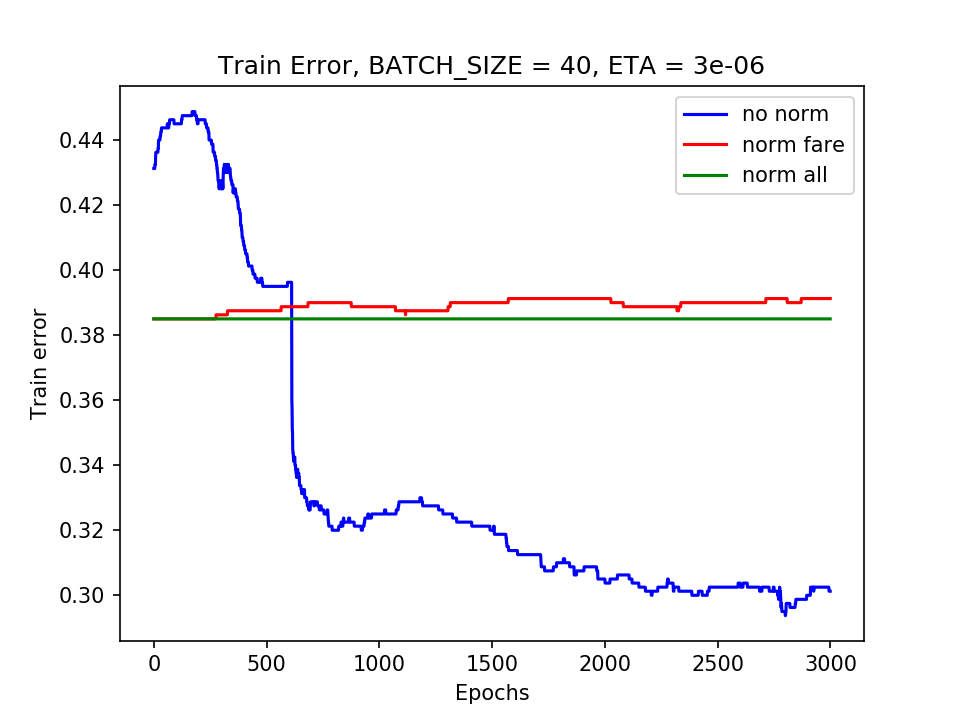 Train Error, BATCH_SIZE = 40, ETA = 3e-06
no norm
norm fare
norm all
0.44
0.42
0.40
0.38
0.36
0.34
0.32
0.30
Train error
0 500 1000 1500 2000 2500 3000
Epochs